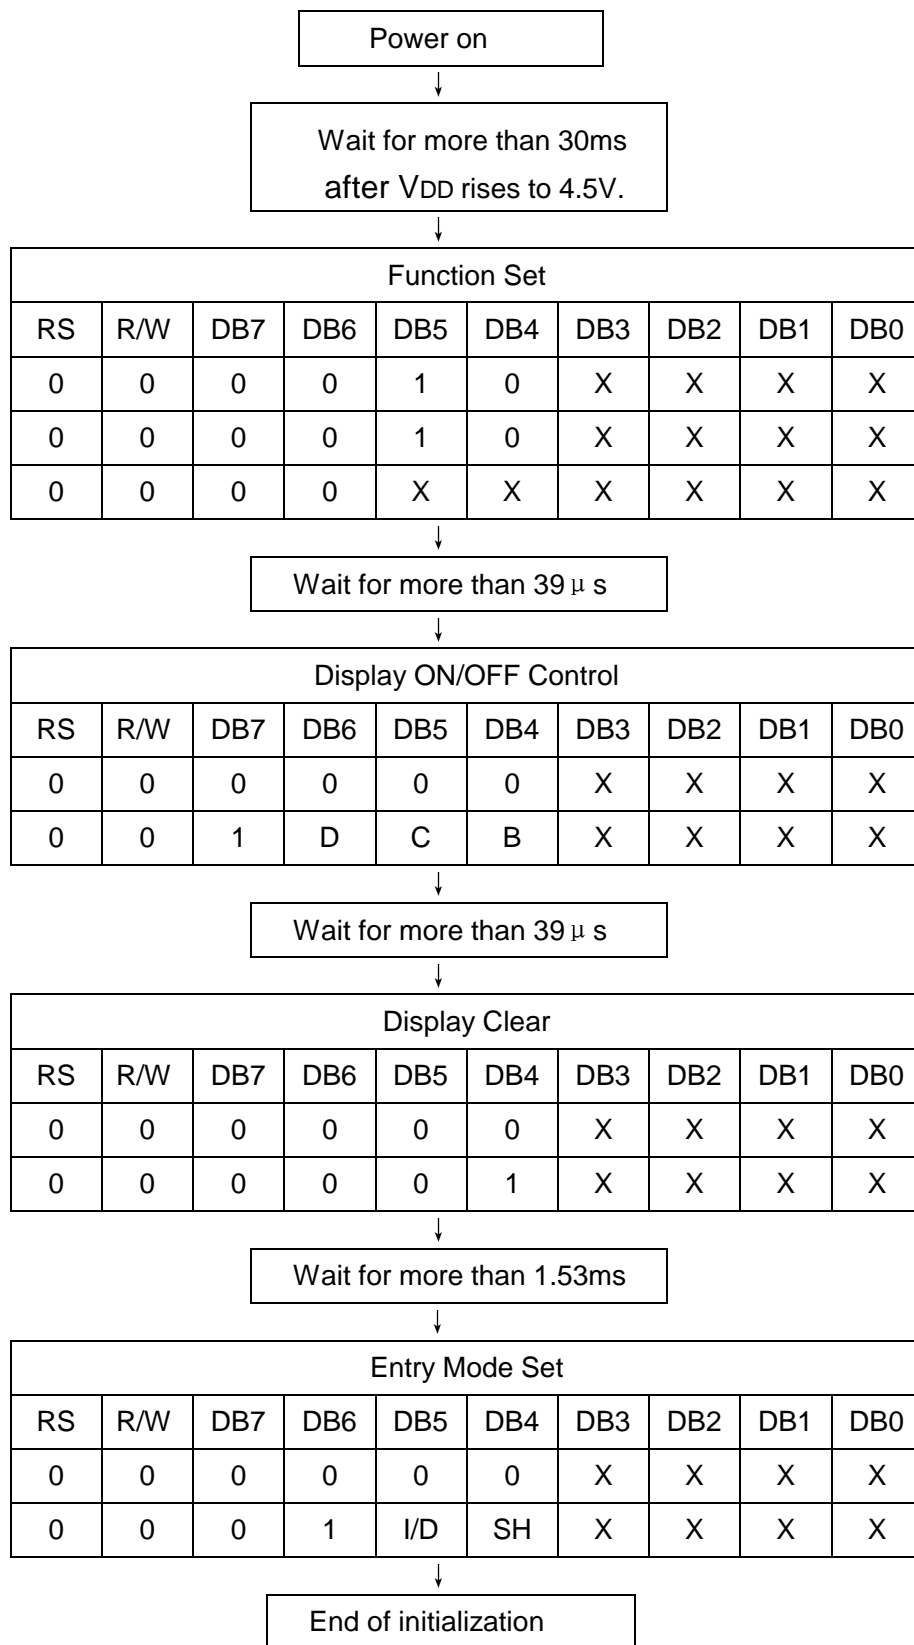 Power on
Wait for more than 30ms
after VDD rises to 4.5V.
Function Set
RS R/W DB7 DB6 DB5 DB4 DB3 DB2 DB1 DB0
0 0 0 0 1 0 X X X X
0 0 0 0 1 0 X X X X
0 0 0 0 X X X X X X
Wait for more than 39μs
Display ON/OFF Control
RS R/W DB7 DB6 DB5 DB4 DB3 DB2 DB1 DB0
0 0 0 0 0 0 X X X X
0 0 1 D C B X X X X
Wait for more than 39μs
Display Clear
RS R/W DB7 DB6 DB5 DB4 DB3 DB2 DB1 DB0
0 0 0 0 0 0 X X X X
0 0 0 0 0 1 X X X X
Wait for more than 1.53ms
Entry Mode Set
RS R/W DB7 DB6 DB5 DB4 DB3 DB2 DB1 DB0
0 0 0 0 0 0 X X X X
0 0 0 1 I/D SH X X X X
End of initialization